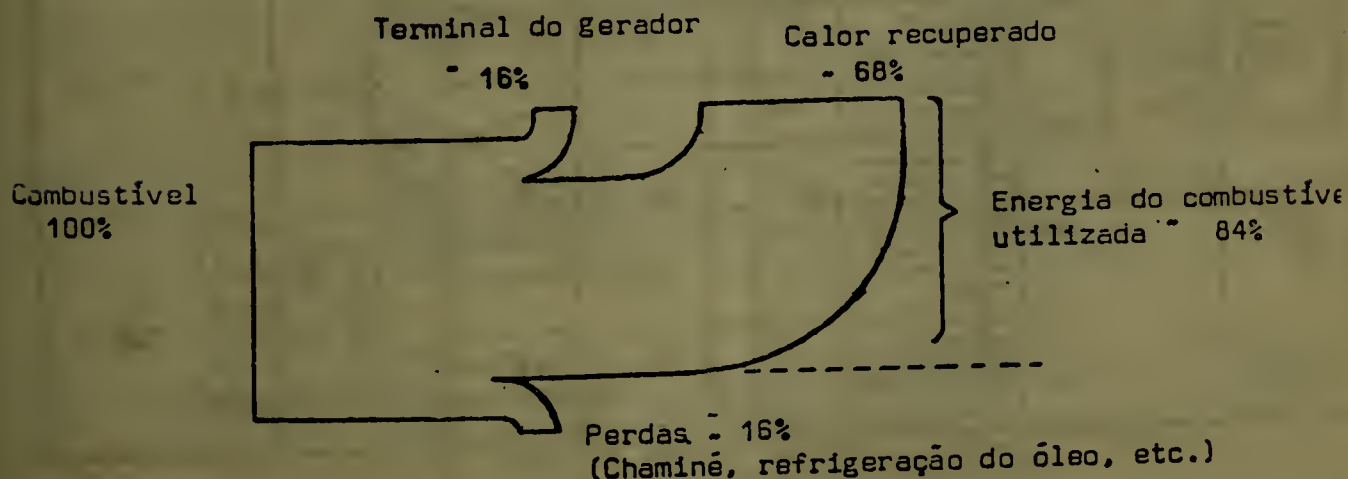 Terminal do gerador
~ 16%
Calor recuperado
~ 68%
Combustível
100%
Energia do combustíve
utilizada ~ 84%
Perdas ~ 16%
(Chaminé, refrigeração do óleo, etc.)